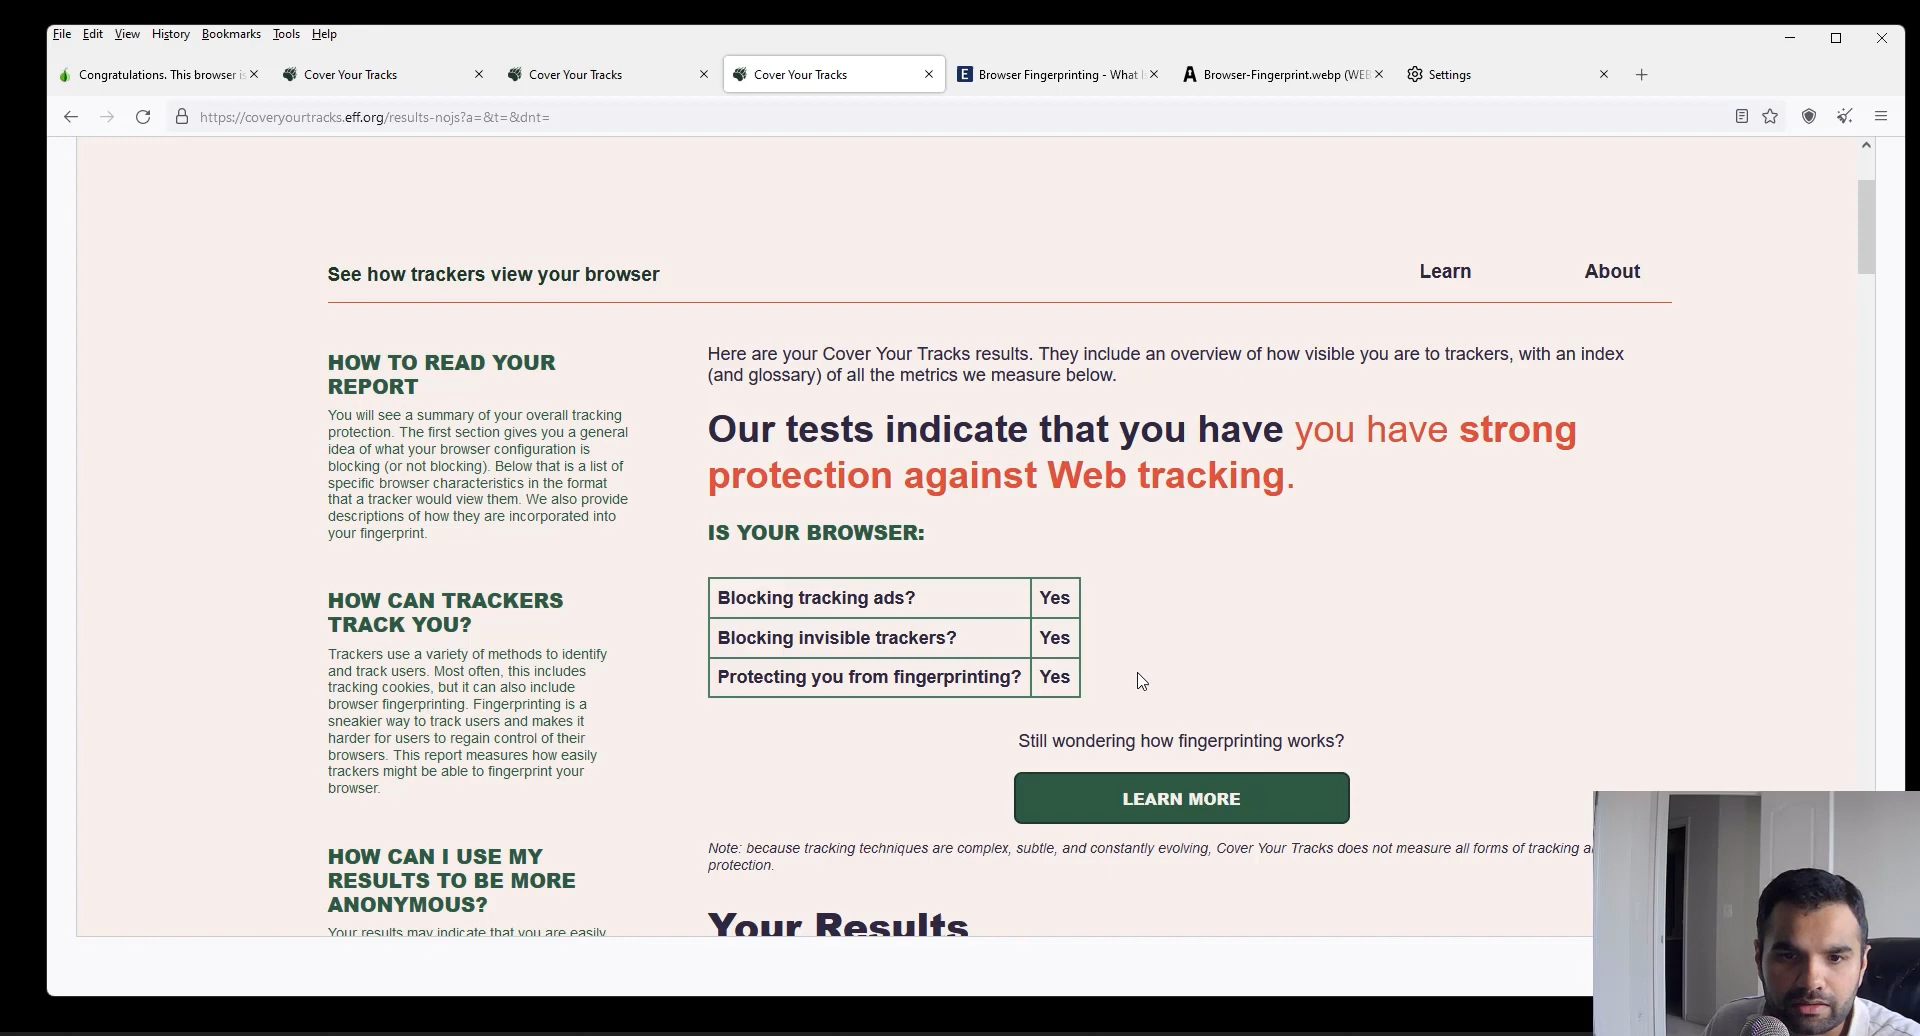 File Edit View History Bookmarks Tools Help
Congratulations. This browser is
Cover Your Tracks
Cover Your Tracks
Cover Your Tracks
Browser Fingerprinting - What
Browser-Fingerprint.webp (WEB
Settings
https://coveryourtracks.eff.org/results-nojs?a=&t=&dnt=
See how trackers view your browser
Learn
About
HOW TO READ YOUR
REPORT
You will see a summary of your overall tracking
protection. The first section gives you a general
idea of what your browser configuration is
blocking (or not blocking). Below that is a list of
specific browser characteristics in the format
that a tracker would view them. We also provide
descriptions of how they are incorporated into
your fingerprint.
HOW CAN TRACKERS
TRACK YOU?
Trackers use a variety of methods to identify
and track users. Most often, this includes
tracking cookies, but it can also include
browser fingerprinting. Fingerprinting is a
sneakier way to track users and makes it
harder for users to regain control of their
browsers. This report measures how easily
trackers might be able to fingerprint your
browser.
HOW CAN I USE MY
RESULTS TO BE MORE
ANONYMOUS?
Your results may indicate that you are easily
Here are your Cover Your Tracks results. They include an overview of how visible you are to trackers, with an index
(and glossary) of all the metrics we measure below.
Our tests indicate that you have you have strong
protection against Web tracking.
IS YOUR BROWSER:
Blocking tracking ads? Yes
Blocking invisible trackers? Yes
Protecting you from fingerprinting? Yes
Still wondering how fingerprinting works?
LEARN MORE
Note: because tracking techniques are complex, subtle, and constantly evolving, Cover Your Tracks does not measure all forms of tracking
protection.
Your Results